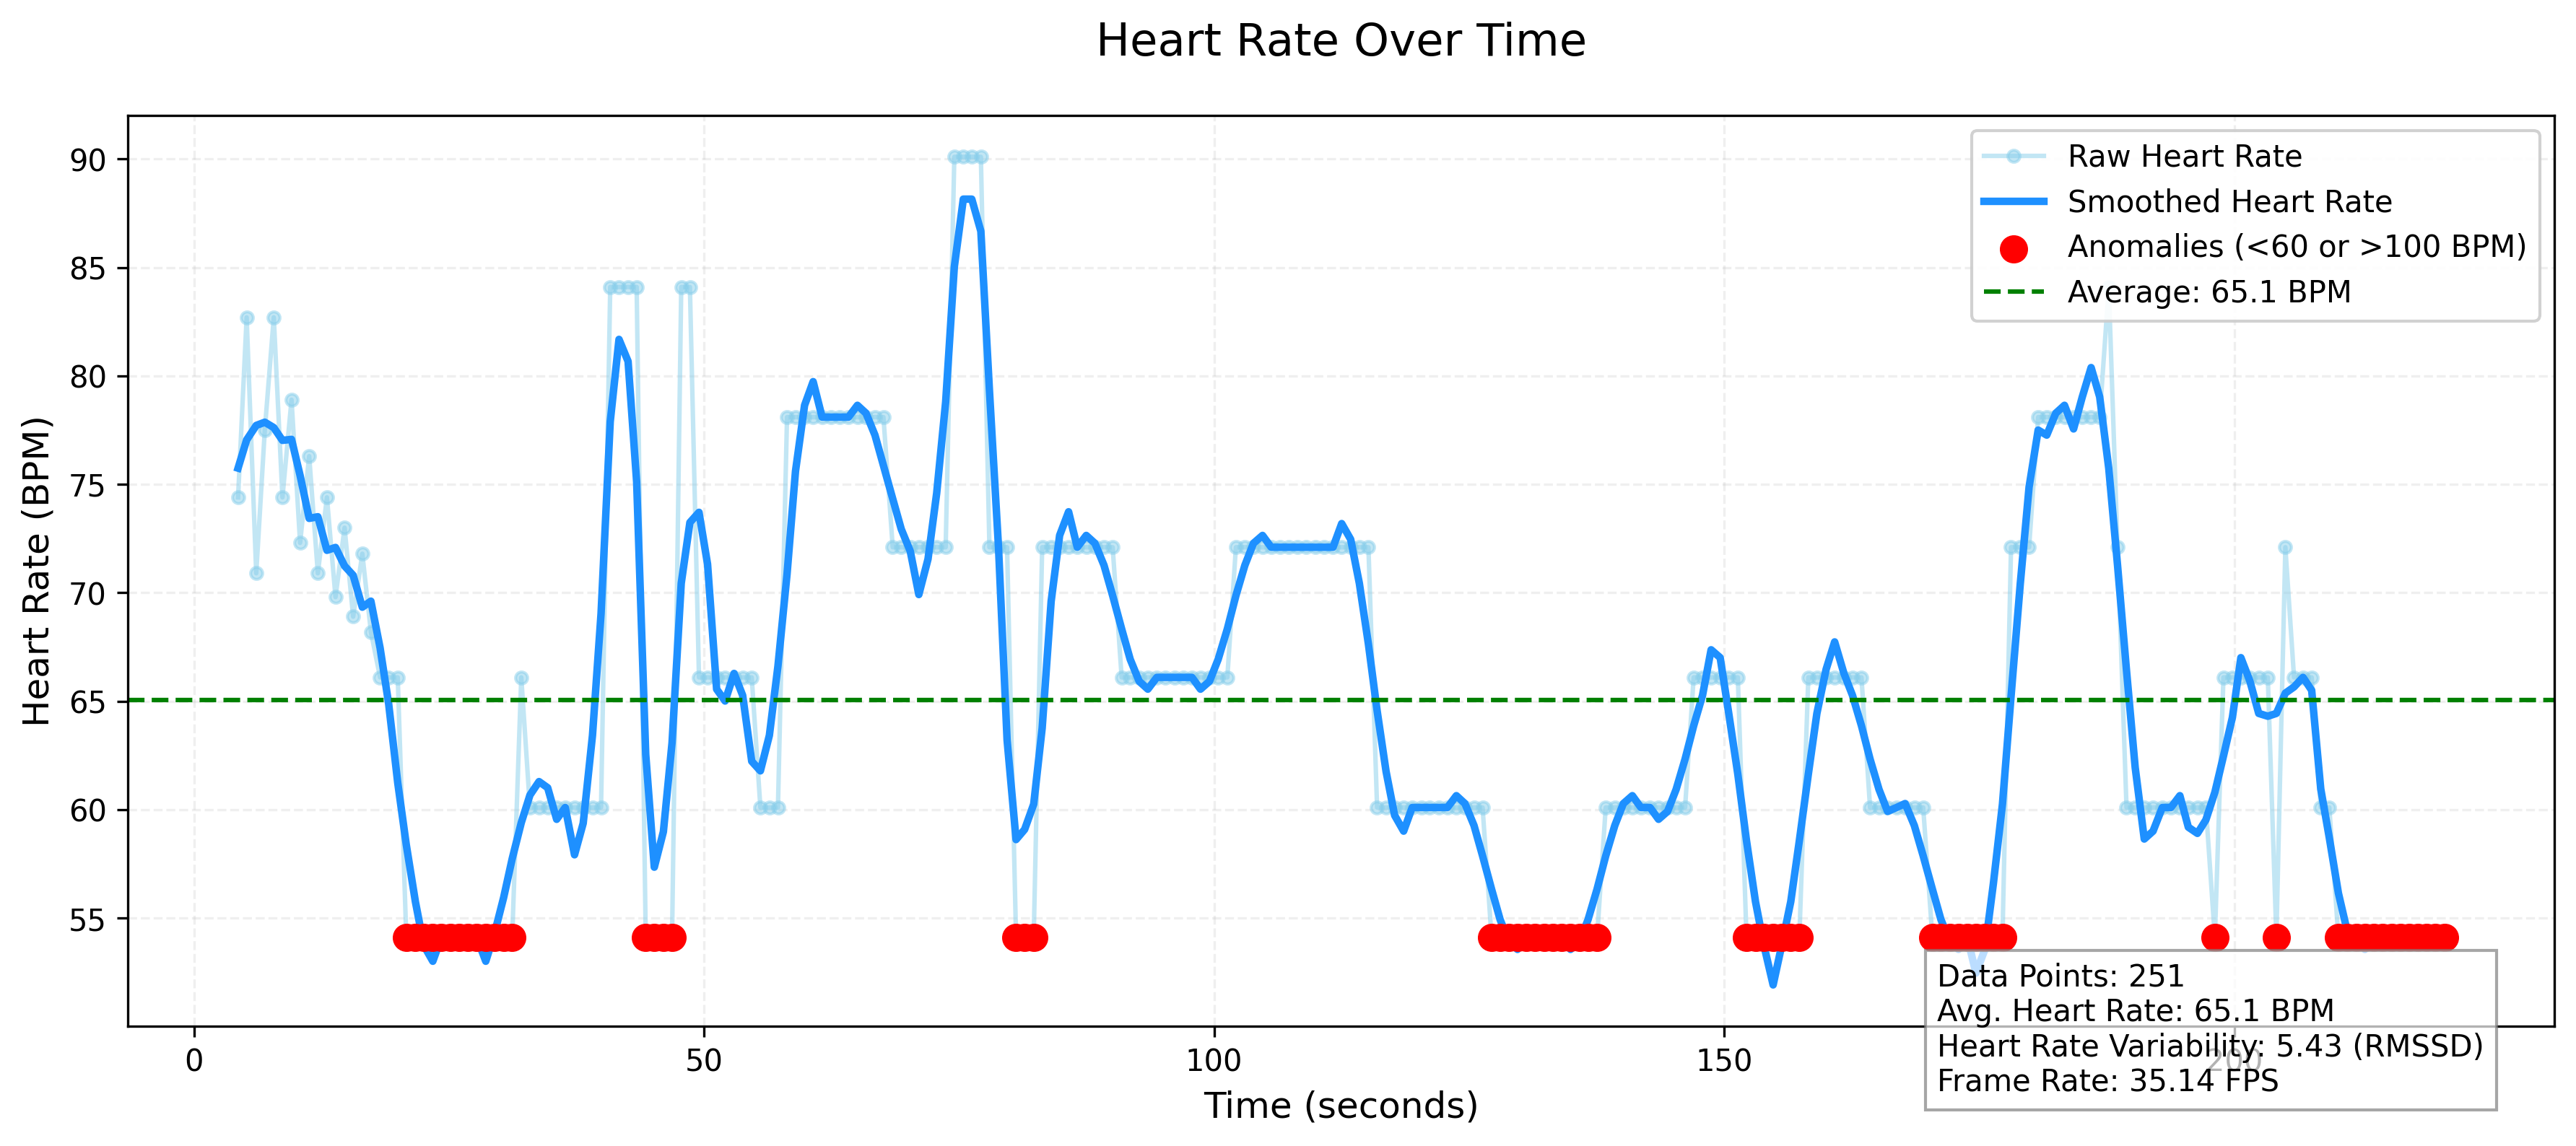 Heart Rate Over Time
Heart Rate (BPM)
90
85
80
75
70
65
60
55
Raw Heart Rate
Smoothed Heart Rate
Anomalies (<60 or >100 BPM)
Average: 65.1 BPM
Data Points: 251
Avg. Heart Rate: 65.1 BPM
Heart Rate Variability: 5.43 (RMSSD)
Frame Rate: 35.14 FPS
0 50 100 150 200
Time (seconds)